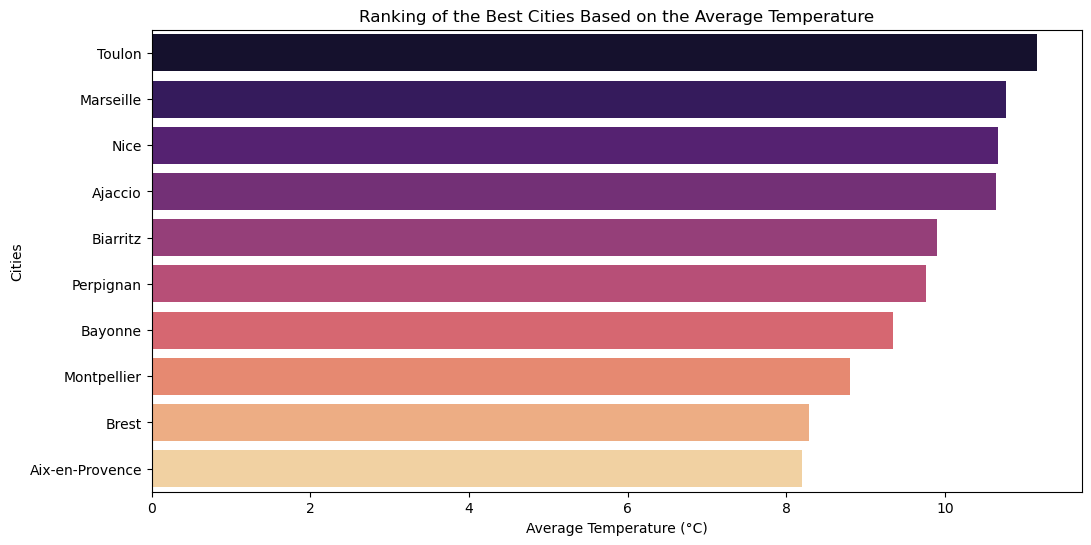 Ranking of the Best Cities Based on the Average Temperature
Cities
Toulon
Marseille
Nice
Ajaccio
Biarritz
Perpignan
Bayonne
Montpellier
Brest
Aix-en-Provence
0 2 4 6 8 10
Average Temperature (°C)